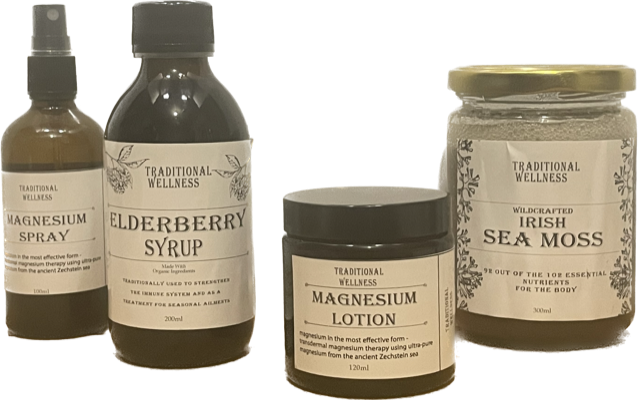 TRADITIONAL
WELLNESS
MAGNESIUM
SPRAY
in the most effective form -
magnesium therapy using ultra-pure
from the ancient Zechstein sea
100ml
TRADITIONAL
WELLNESS
ELDERBERRY
SYRUP
Made With
Organic Ingredients
TRADITIONALLY USED TO STRENGTHEN
THE IMMUNE SYSTEM AND AS A
TREATMENT FOR SEASONAL AILMENTS
200ml
TRADITIONAL
WELLNESS
MAGNESIUM
LOTION
magnesium in the most effective form -
transdermal magnesium therapy using ultra-pure
magnesium from the ancient Zechstein sea
120ml
TRADITIONAL
TRADITIONAL
WELLNESS
WILDCRAFTED
IRISH
SEA MOSS
92 OUT OF THE 102 ESSENTIAL
NUTRIENTS
FOR THE BODY
300ml